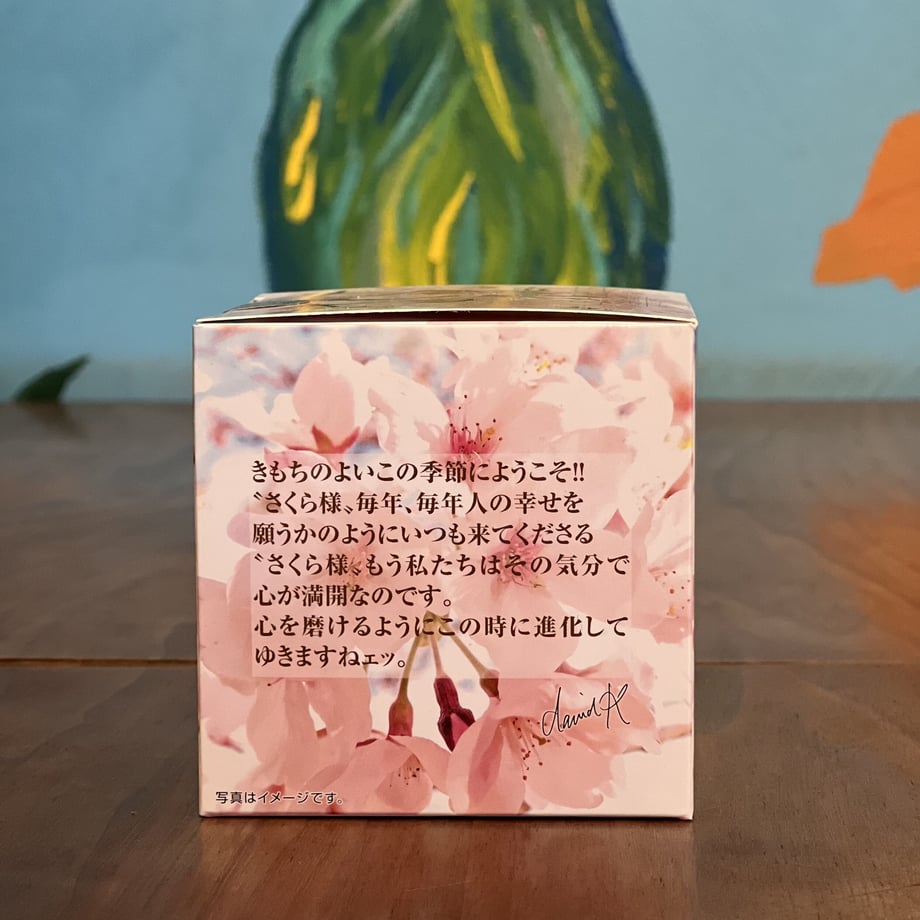 きもちのよいこの季節にようこそ!!
〝さくら様〟毎年、毎年人の幸せを
願うかのようにいつも来てくださる
〝さくら様〟もう私たちはその気分で
心が満開なのです。
心を磨けるようにこの時に進化して
ゆきますねェッ。
david K
写真はイメージです。